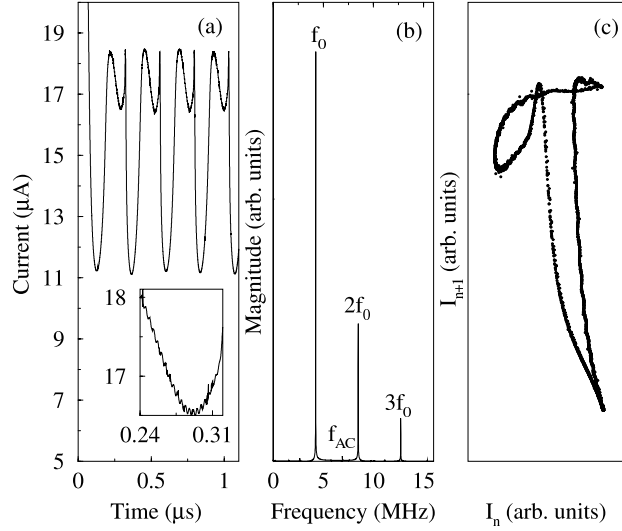 (a)
(b)
(c)
20
19
17
15
13
11
9
7
5
Current (μA)
18
17
0.24
0.31
0
0.5
1
Time (μs)
Magnitude (arb. units)
f0
2f0
3f0
fAC
0
5
10
15
Frequency (MHz)
In+1 (arb. units)
In (arb. units)